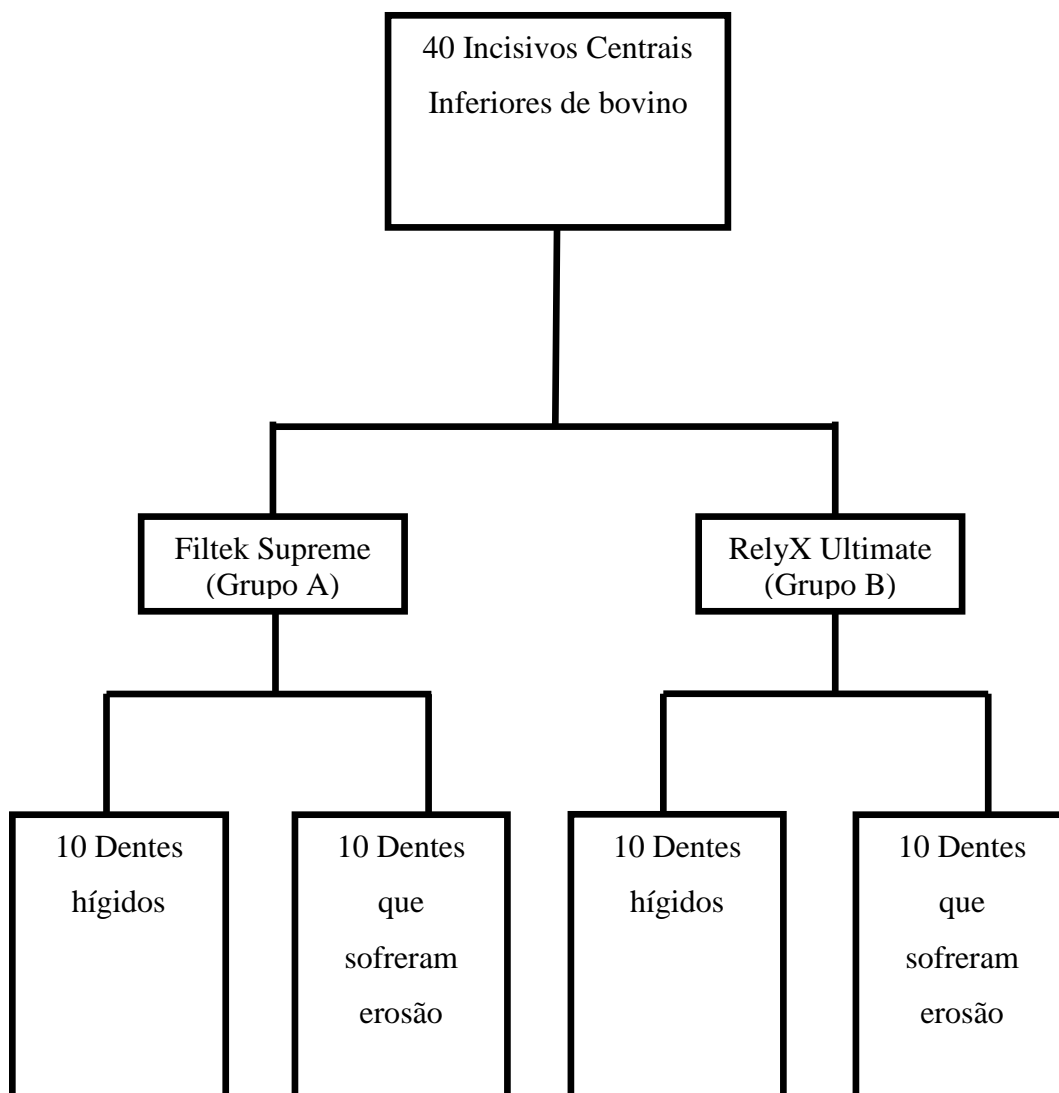 40 Incisivos Centrais
Inferiores de bovino
Filtek Supreme
(Grupo A)
RelyX Ultimate
(Grupo B)
10 Dentes
hígidos
10 Dentes
que
sofreram
erosão
10 Dentes
hígidos
10 Dentes
que
sofreram
erosão